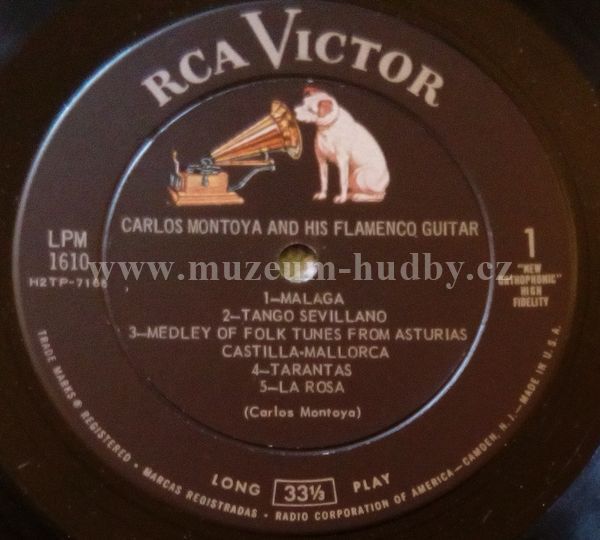 RCA VICTOR
CARLOS MONTOYA AND HIS FLAMENCO GUITAR
LPM
1610
H2TP-7166
1
"NEW
ORTHOPHONIC"
HIGH
FIDELITY
www.muzeum-hudby.cz
1—MALAGA
2—TANGO SEVILLANO
3—MEDLEY OF FOLK TUNES FROM ASTURIAS
CASTILLA-MALLORCA
4—TARANTAS
5—LA ROSA
(Carlos Montoya)
LONG 33⅓ PLAY
TRADE MARKS ® REGISTERED • MARCAS REGISTRADAS • RADIO CORPORATION OF AMERICA—CAMDEN, N. J.—MADE IN U.S.A.